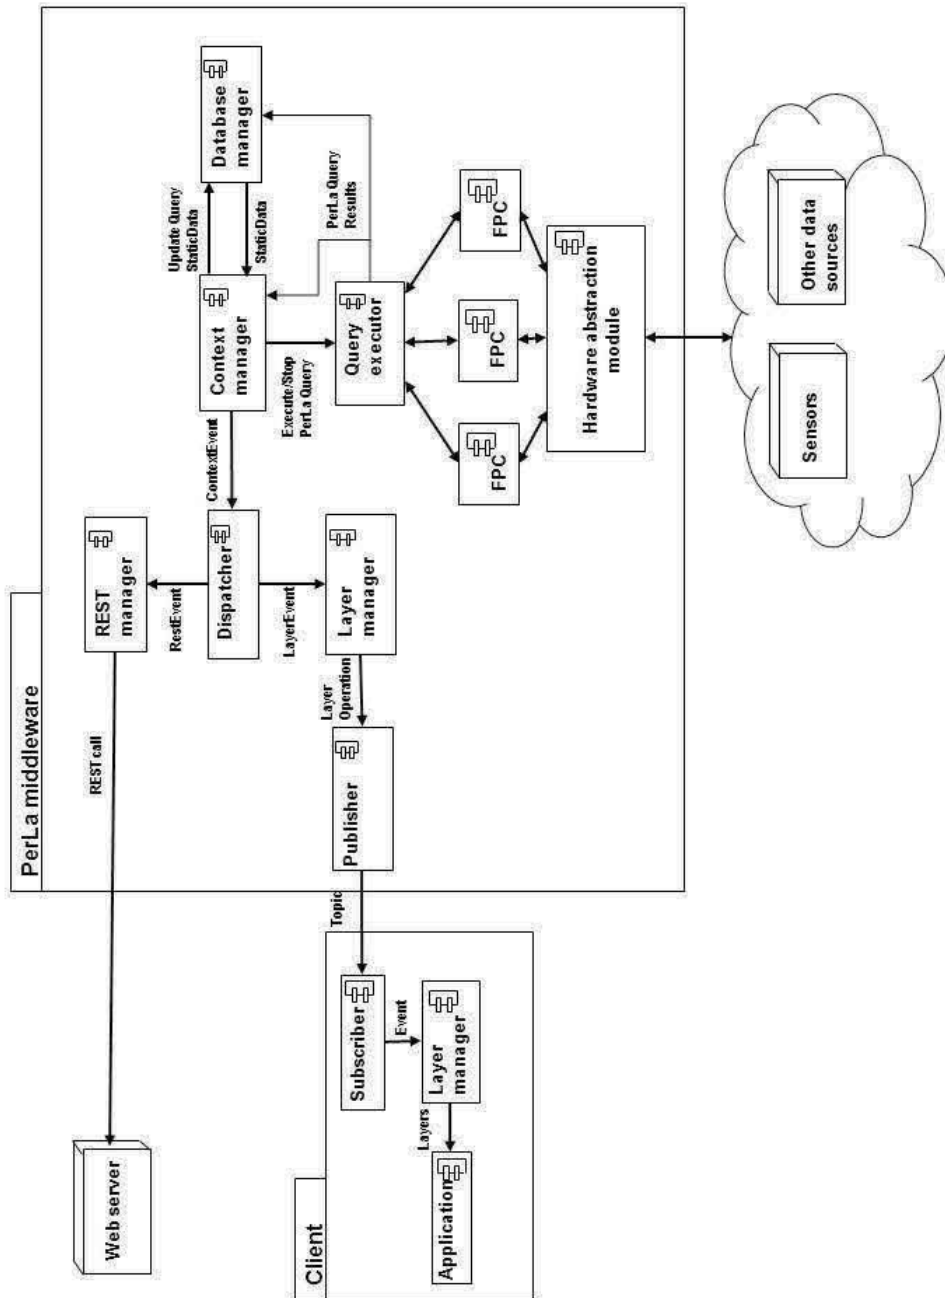 PerLa middleware
Database
manager
Update Query
StaticData
StaticData
PerLa Query
Results
Context
manager
Execute/Stop
PerLa Query
Query
executor
FPC
FPC
FPC
Hardware abstraction
module
Other data
sources
Sensors
ContextEvent
REST
manager
RestEvent
Dispatcher
LayerEvent
Layer
manager
Layer
Operation
REST call
Publisher
Topic
Client
Subscriber
Event
Layer
manager
Layers
Application
Web server